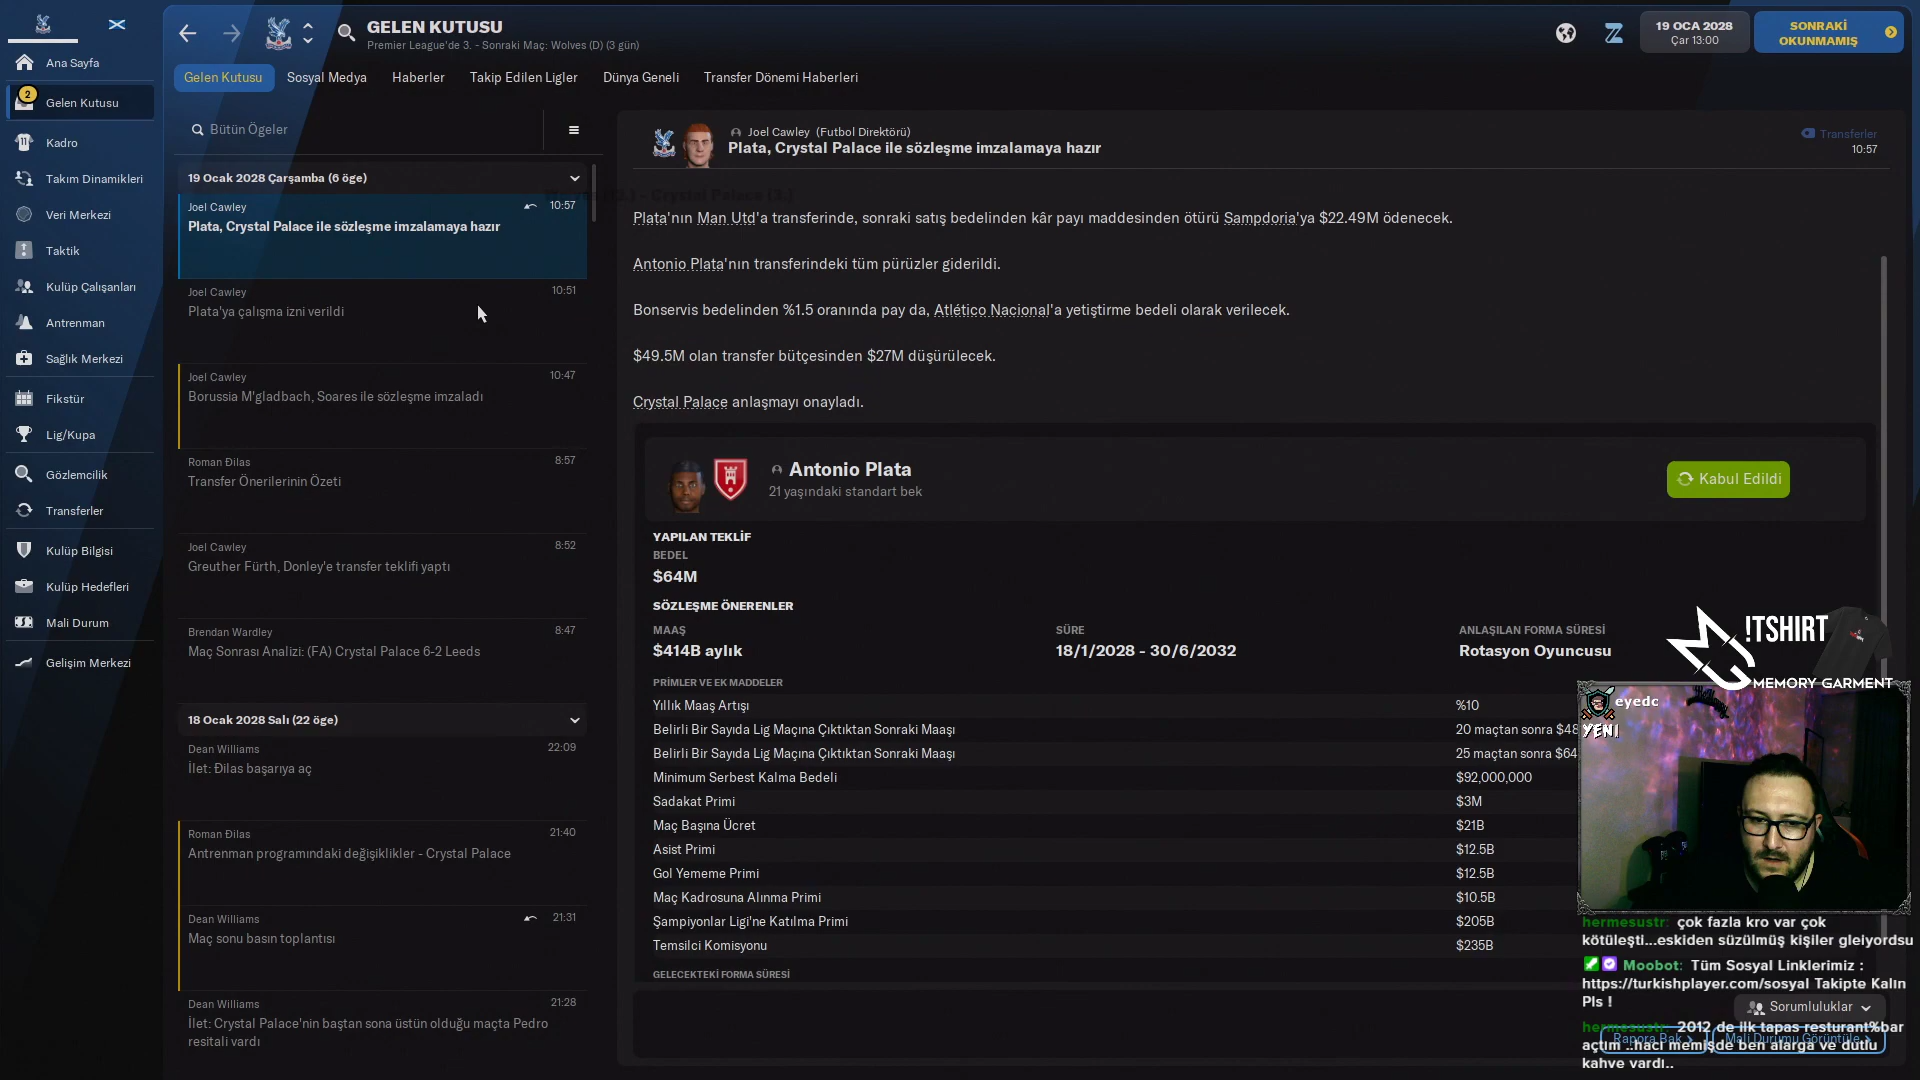 GELEN KUTUSU
Premier League'de 3. - Sonraki Maç: Wolves (D) (3 gün)
19 OCA 2028
Çar 13:00
SONRAKİ
OKUNMAMIŞ
Ana Sayfa
2
Gelen Kutusu
Kadro
Takım Dinamikleri
Veri Merkezi
Taktik
Kulüp Çalışanları
Antrenman
Sağlık Merkezi
Fikstür
Lig/Kupa
Gözlemcilik
Transferler
Kulüp Bilgisi
Kulüp Hedefleri
Mali Durum
Gelişim Merkezi
Gelen Kutusu
Sosyal Medya
Haberler
Takip Edilen Ligler
Dünya Geneli
Transfer Dönemi Haberleri
Bütün Ögeler
19 Ocak 2028 Çarşamba (6 öge)
Joel Cawley 10:57
Plata, Crystal Palace ile sözleşme imzalamaya hazır
Joel Cawley 10:51
Plata'ya çalışma izni verildi
Joel Cawley 10:47
Borussia M'gladbach, Soares ile sözleşme imzaladı
Roman Đilas 8:57
Transfer Önerilerinin Özeti
Joel Cawley 8:52
Greuther Fürth, Donley'e transfer teklifi yaptı
Brendan Wardley 8:47
Maç Sonrası Analizi: (FA) Crystal Palace 6-2 Leeds
18 Ocak 2028 Salı (22 öge)
Dean Williams 22:09
İlet: Đilas başarıya aç
Roman Đilas 21:40
Antrenman programındaki değişiklikler - Crystal Palace
Dean Williams 21:31
Maç sonu basın toplantısı
Dean Williams 21:28
İlet: Crystal Palace'nin baştan sona üstün olduğu maçta Pedro
resitali vardı
Joel Cawley (Futbol Direktörü)
Plata, Crystal Palace ile sözleşme imzalamaya hazır
Transferler
10:57
Plata'nın Man Utd'a transferinde, sonraki satış bedelinden kâr payı maddesinden ötürü Sampdoria'ya $22.49M ödenecek.
Antonio Plata'nın transferindeki tüm pürüzler giderildi.
Bonservis bedelinden %1.5 oranında pay da, Atlético Nacional'a yetiştirme bedeli olarak verilecek.
$49.5M olan transfer bütçesinden $27M düşürülecek.
Crystal Palace anlaşmayı onayladı.
Antonio Plata
21 yaşındaki standart bek
Kabul Edildi
YAPILAN TEKLİF
BEDEL
$64M
SÖZLEŞME ÖNERENLER
MAAŞ SÜRE ANLAŞILAN FORMA SÜRESİ
$414B aylık 18/1/2028 - 30/6/2032 Rotasyon Oyuncusu
PRİMLER VE EK MADDELER
Yıllık Maaş Artışı %10
Belirli Bir Sayıda Lig Maçına Çıktıktan Sonraki Maaşı 20 maçtan sonra $48
Belirli Bir Sayıda Lig Maçına Çıktıktan Sonraki Maaşı 25 maçtan sonra $64
Minimum Serbest Kalma Bedeli $92,000,000
Sadakat Primi $3M
Maç Başına Ücret $21B
Asist Primi $12.5B
Gol Yememe Primi $12.5B
Maç Kadrosuna Alınma Primi $10.5B
Şampiyonlar Ligi'ne Katılma Primi $205B
Temsilci Komisyonu $235B
GELECEKTEKİ FORMA SÜRESİ
!TSHIRT
MEMORY GARMENT
eyedc
YENI
hermesustr: çok fazla kro var çok
kötüleşti...eskiden süzülmüş kişiler gleiyordsu
Moobot: Tüm Sosyal Linklerimiz :
https://turkishplayer.com/sosyal Takipte Kalın
Pls !
Sorumluluklar
hermesustr: 2012 de ilk tapas resturant%bar
açtım ..hacı memişde ben alarga ve dutlu
kahve vardı..
Rapora Bak
Mali Durumu Görüntüle